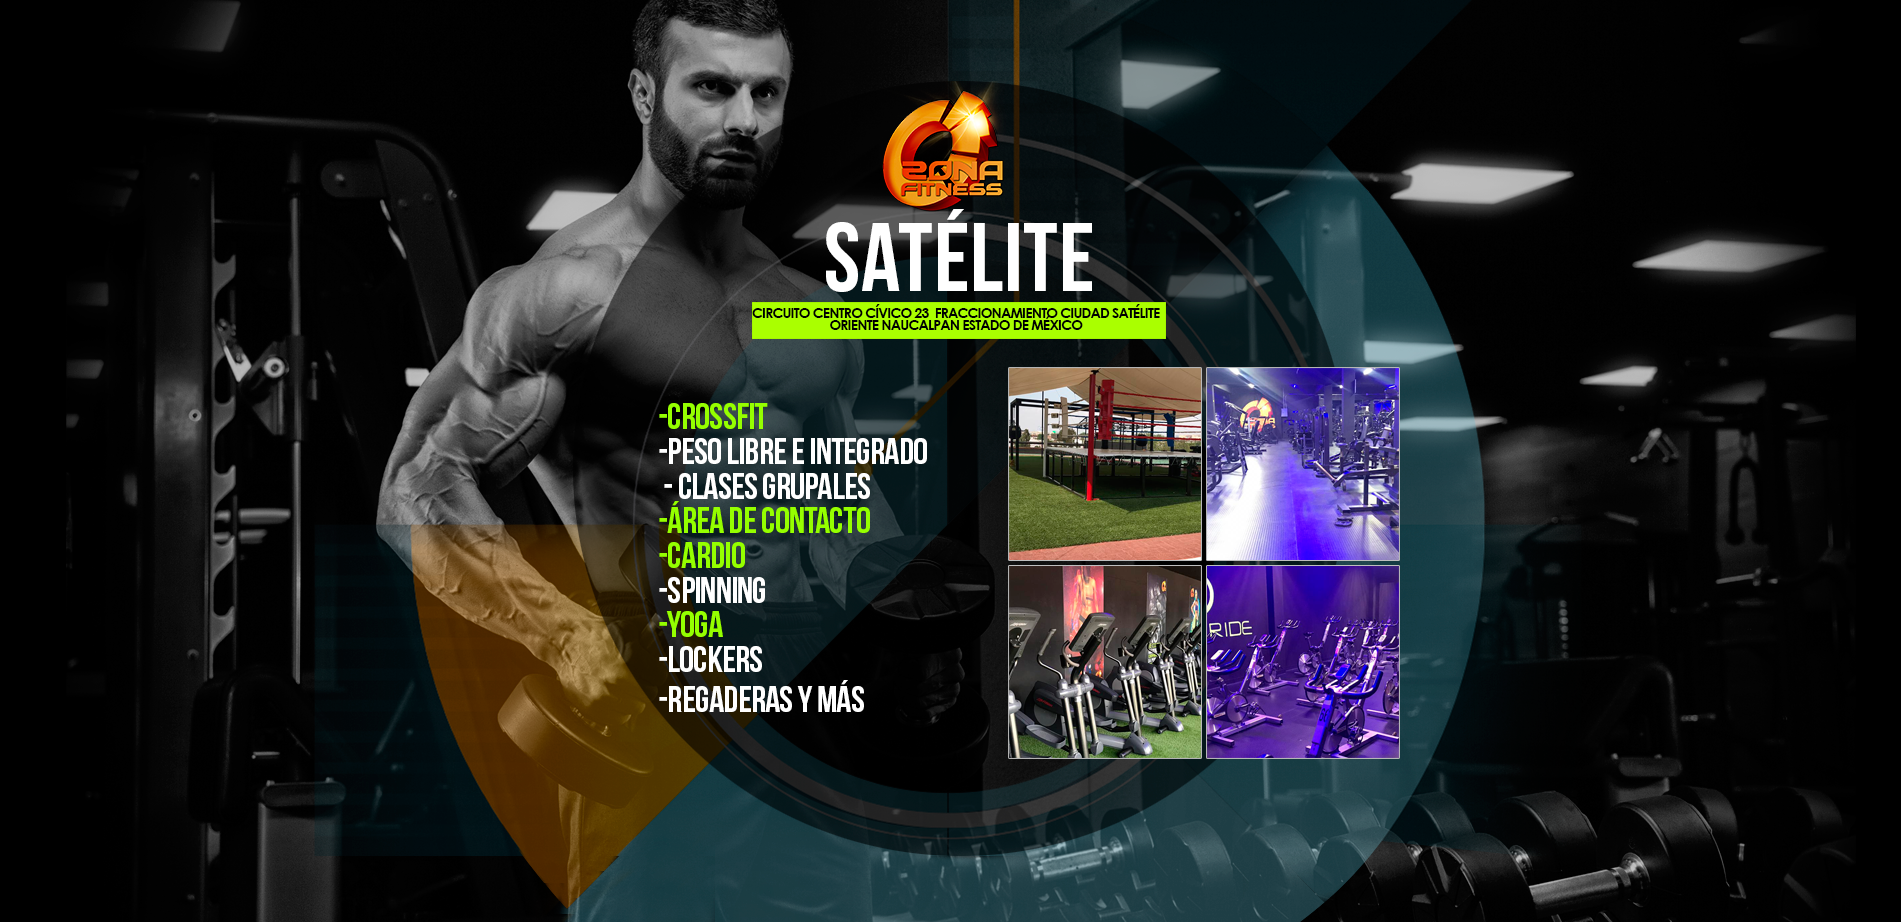 ZONA
FITNESS
SATÉLITE
CIRCUITO CENTRO CÍVICO 23 FRACCIONAMIENTO CIUDAD SATÉLITE
ORIENTE NAUCALPAN ESTADO DE MÉXICO
-CROSSFIT
-PESO LIBRE E INTEGRADO
- CLASES GRUPALES
-ÁREA DE CONTACTO
-CARDIO
-SPINNING
-YOGA
-LOCKERS
-REGADERAS Y MÁS
RIDE